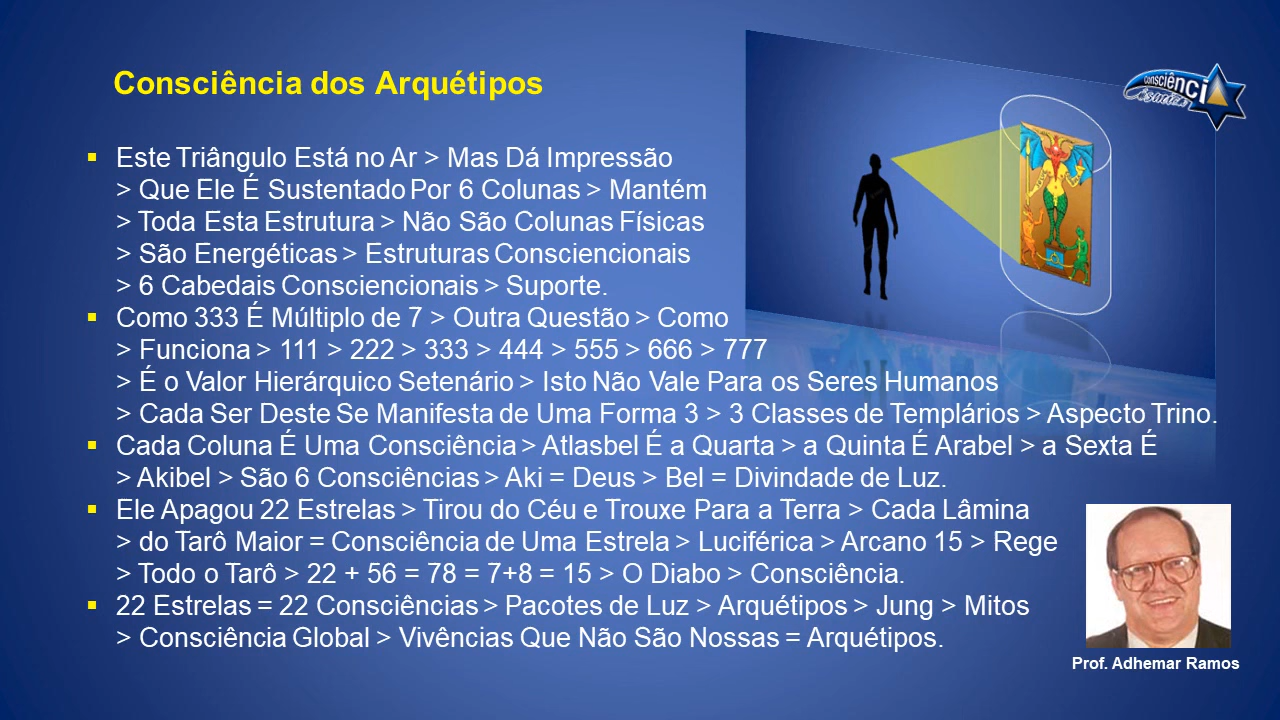 Consciência dos Arquétipos
consciênci
Cósmica
▪ Este Triângulo Está no Ar > Mas Dá Impressão
> Que Ele É Sustentado Por 6 Colunas > Mantém
> Toda Esta Estrutura > Não São Colunas Físicas
> São Energéticas > Estruturas Consciencionais
> 6 Cabedais Consciencionais > Suporte.
▪ Como 333 É Múltiplo de 7 > Outra Questão > Como
> Funciona > 111 > 222 > 333 > 444 > 555 > 666 > 777
> É o Valor Hierárquico Setenário > Isto Não Vale Para os Seres Humanos
> Cada Ser Deste Se Manifesta de Uma Forma 3 > 3 Classes de Templários > Aspecto Trino.
▪ Cada Coluna É Uma Consciência > Atlasbel É a Quarta > a Quinta É Arabel > a Sexta É
> Akibel > São 6 Consciências > Aki = Deus > Bel = Divindade de Luz.
▪ Ele Apagou 22 Estrelas > Tirou do Céu e Trouxe Para a Terra > Cada Lâmina
> do Tarô Maior = Consciência de Uma Estrela > Luciférica > Arcano 15 > Rege
> Todo o Tarô > 22 + 56 = 78 = 7+8 = 15 > O Diabo > Consciência.
▪ 22 Estrelas = 22 Consciências > Pacotes de Luz > Arquétipos > Jung > Mitos
> Consciência Global > Vivências Que Não São Nossas = Arquétipos.
Prof. Adhemar Ramos